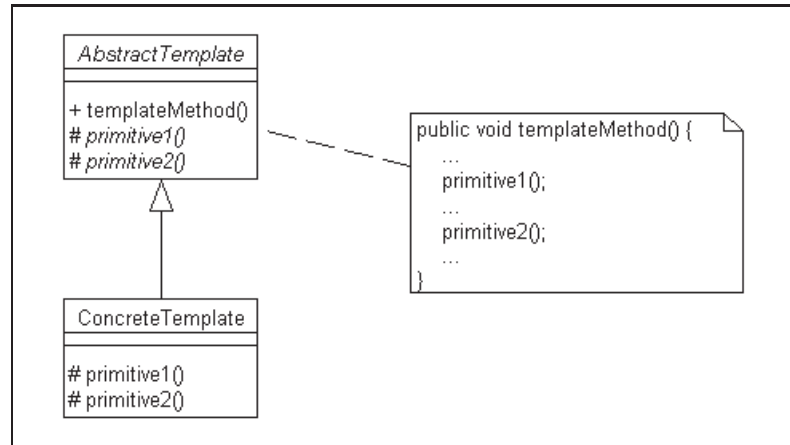 AbstractTemplate
+ templateMethod()
# primitive1()
# primitive2()
public void templateMethod() {
...
primitive1();
...
primitive2();
...
}
ConcreteTemplate
# primitive1()
# primitive2()